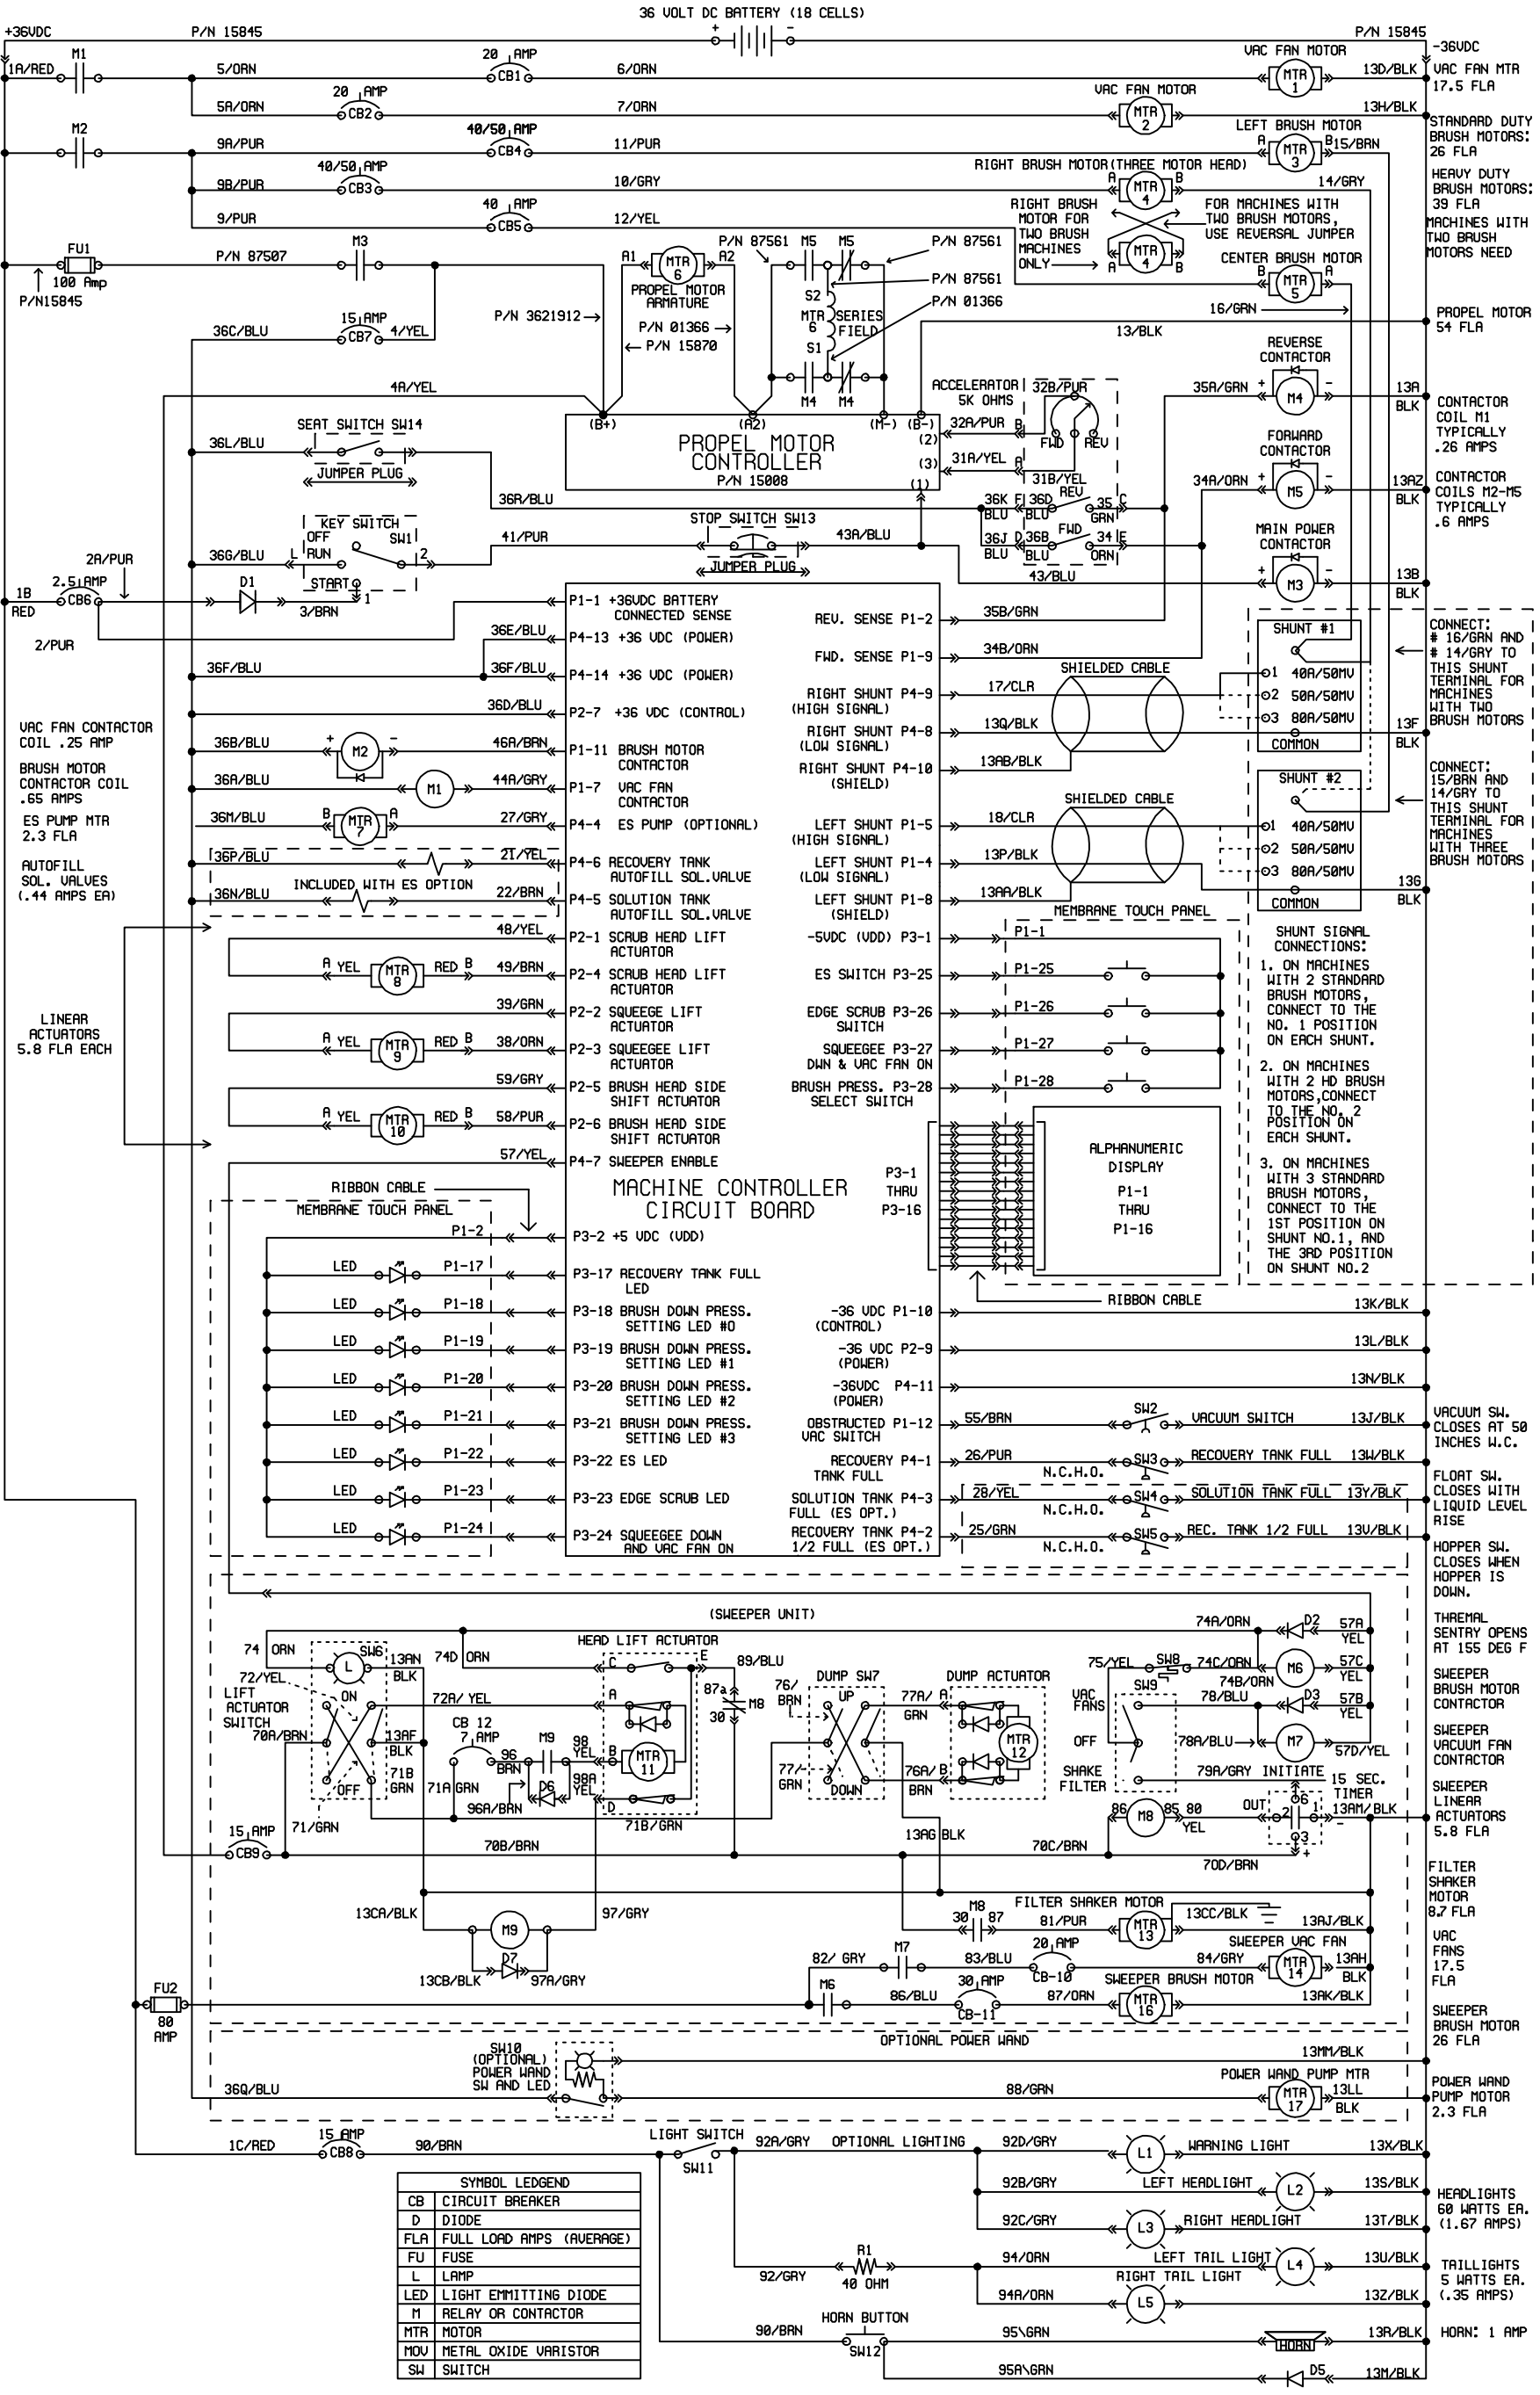 36 VOLT DC BATTERY (18 CELLS)
+36VDC
P/N 15845
+
-
P/N 15845
-36VDC
1A/RED
M1
5/ORN
20 AMP
CB1
6/ORN
VAC FAN MOTOR
MTR
1
13D/BLK
VAC FAN MTR
17.5 FLA
5A/ORN
20 AMP
CB2
7/ORN
VAC FAN MOTOR
MTR
2
13H/BLK
M2
9A/PUR
40/50 AMP
CB4
11/PUR
LEFT BRUSH MOTOR
A
MTR
3
B
15/BRN
STANDARD DUTY
BRUSH MOTORS:
26 FLA
9B/PUR
40/50 AMP
CB3
10/GRY
RIGHT BRUSH MOTOR(THREE MOTOR HEAD)
A
MTR
4
B
14/GRY
HEAVY DUTY
BRUSH MOTORS:
39 FLA
9/PUR
40 AMP
CB5
12/YEL
RIGHT BRUSH
MOTOR FOR
TWO BRUSH
MACHINES
ONLY
A
MTR
4
B
FOR MACHINES WITH
TWO BRUSH MOTORS,
USE REVERSAL JUMPER
MACHINES WITH
TWO BRUSH
MOTORS NEED
CENTER BRUSH MOTOR
B
MTR
5
A
16/GRN
FU1
100 Amp
P/N15845
P/N 87507
M3
A1
MTR
6
A2
PROPEL MOTOR
ARMATURE
P/N 87561
M5
M5
P/N 87561
P/N 87561
P/N 01366
S2
MTR
6
SERIES
FIELD
S1
M4
M4
P/N 3621912
P/N 01366
P/N 15870
13/BLK
PROPEL MOTOR
54 FLA
36C/BLU
15 AMP
CB7
4/YEL
4A/YEL
REVERSE
CONTACTOR
35A/GRN
+
M4
-
13A
BLK
CONTACTOR
COIL M1
TYPICALLY
.26 AMPS
ACCELERATOR
5K OHMS
32B/PUR
32A/PUR
B
FWD
REV
31A/YEL
A
31B/YEL
(B+)
(A2)
(M-)
(B-)
(2)
(3)
(1)
PROPEL MOTOR
CONTROLLER
P/N 15008
SEAT SWITCH SW14
36L/BLU
JUMPER PLUG
36R/BLU
FORWARD
CONTACTOR
34A/ORN
+
M5
-
13AZ
BLK
CONTACTOR
COILS M2-M5
TYPICALLY
.6 AMPS
36K
BLU
F
36D
BLU
REV
35
GRN
C
36J
BLU
D
36B
BLU
FWD
34
ORN
E
KEY SWITCH
OFF
SW1
36G/BLU
L
RUN
2
START
1
41/PUR
STOP SWITCH SW13
JUMPER PLUG
43A/BLU
43/BLU
MAIN POWER
CONTACTOR
+
M3
-
13B
BLK
2A/PUR
1B
RED
2.5 AMP
CB6
D1
3/BRN
2/PUR
P1-1 +36VDC BATTERY
CONNECTED SENSE
36E/BLU
P4-13 +36 VDC (POWER)
36F/BLU
36F/BLU
P4-14 +36 VDC (POWER)
36D/BLU
P2-7 +36 VDC (CONTROL)
36B/BLU
+
M2
-
46A/BRN
P1-11 BRUSH MOTOR
CONTACTOR
36A/BLU
M1
44A/GRY
P1-7 VAC FAN
CONTACTOR
36M/BLU
B
MTR
7
A
27/GRY
P4-4 ES PUMP (OPTIONAL)
36P/BLU
21/YEL
P4-6 RECOVERY TANK
AUTOFILL SOL.VALVE
INCLUDED WITH ES OPTION
36N/BLU
22/BRN
P4-5 SOLUTION TANK
AUTOFILL SOL.VALVE
VAC FAN CONTACTOR
COIL .25 AMP
BRUSH MOTOR
CONTACTOR COIL
.65 AMPS
ES PUMP MTR
2.3 FLA
AUTOFILL
SOL. VALVES
(.44 AMPS EA)
48/YEL
P2-1 SCRUB HEAD LIFT
ACTUATOR
A YEL
MTR
8
RED B
49/BRN
P2-4 SCRUB HEAD LIFT
ACTUATOR
39/GRN
P2-2 SQUEEGE LIFT
ACTUATOR
A YEL
MTR
9
RED B
38/ORN
P2-3 SQUEEGEE LIFT
ACTUATOR
59/GRY
P2-5 BRUSH HEAD SIDE
SHIFT ACTUATOR
A YEL
MTR
10
RED B
58/PUR
P2-6 BRUSH HEAD SIDE
SHIFT ACTUATOR
57/YEL
P4-7 SWEEPER ENABLE
LINEAR
ACTUATORS
5.8 FLA EACH
MACHINE CONTROLLER
CIRCUIT BOARD
REV. SENSE P1-2
35B/GRN
FWD. SENSE P1-9
34B/ORN
RIGHT SHUNT P4-9
(HIGH SIGNAL)
17/CLR
SHIELDED CABLE
RIGHT SHUNT P4-8
(LOW SIGNAL)
13Q/BLK
RIGHT SHUNT P4-10
(SHIELD)
13AB/BLK
LEFT SHUNT P1-5
(HIGH SIGNAL)
18/CLR
SHIELDED CABLE
LEFT SHUNT P1-4
(LOW SIGNAL)
13P/BLK
LEFT SHUNT P1-8
(SHIELD)
13AA/BLK
SHUNT #1
1 40A/50MV
2 50A/50MV
3 80A/50MV
COMMON
13F
BLK
SHUNT #2
1 40A/50MV
2 50A/50MV
3 80A/50MV
COMMON
13G
BLK
CONNECT:
# 16/GRN AND
# 14/GRY TO
THIS SHUNT
TERMINAL FOR
MACHINES
WITH TWO
BRUSH MOTORS
CONNECT:
15/BRN AND
14/GRY TO
THIS SHUNT
TERMINAL FOR
MACHINES
WITH THREE
BRUSH MOTORS
SHUNT SIGNAL
CONNECTIONS:
1. ON MACHINES
WITH 2 STANDARD
BRUSH MOTORS,
CONNECT TO THE
NO. 1 POSITION
ON EACH SHUNT.
2. ON MACHINES
WITH 2 HD BRUSH
MOTORS,CONNECT
TO THE NO. 2
POSITION ON
EACH SHUNT.
3. ON MACHINES
WITH 3 STANDARD
BRUSH MOTORS,
CONNECT TO THE
1ST POSITION ON
SHUNT NO.1, AND
THE 3RD POSITION
ON SHUNT NO.2
MEMBRANE TOUCH PANEL
-5VDC (VDD) P3-1
P1-1
ES SWITCH P3-25
P1-25
EDGE SCRUB P3-26
SWITCH
P1-26
SQUEEGEE P3-27
DWN & VAC FAN ON
P1-27
BRUSH PRESS. P3-28
SELECT SWITCH
P1-28
P3-1
THRU
P3-16
ALPHANUMERIC
DISPLAY
P1-1
THRU
P1-16
RIBBON CABLE
RIBBON CABLE
MEMBRANE TOUCH PANEL
P1-2
P3-2 +5 VDC (VDD)
LED
P1-17
P3-17 RECOVERY TANK FULL
LED
LED
P1-18
P3-18 BRUSH DOWN PRESS.
SETTING LED #0
LED
P1-19
P3-19 BRUSH DOWN PRESS.
SETTING LED #1
LED
P1-20
P3-20 BRUSH DOWN PRESS.
SETTING LED #2
LED
P1-21
P3-21 BRUSH DOWN PRESS.
SETTING LED #3
LED
P1-22
P3-22 ES LED
LED
P1-23
P3-23 EDGE SCRUB LED
LED
P1-24
P3-24 SQUEEGEE DOWN
AND VAC FAN ON
-36 VDC P1-10
(CONTROL)
13K/BLK
-36 VDC P2-9
(POWER)
13L/BLK
-36VDC P4-11
(POWER)
13N/BLK
OBSTRUCTED P1-12
VAC SWITCH
55/BRN
SW2
VACUUM SWITCH
13J/BLK
VACUUM SW.
CLOSES AT 50
INCHES W.C.
RECOVERY P4-1
TANK FULL
26/PUR
SW3
N.C.H.O.
RECOVERY TANK FULL
13W/BLK
SOLUTION TANK P4-3
FULL (ES OPT.)
28/YEL
SW4
N.C.H.O.
SOLUTION TANK FULL
13Y/BLK
RECOVERY TANK P4-2
1/2 FULL (ES OPT.)
25/GRN
SW5
N.C.H.O.
REC. TANK 1/2 FULL
13V/BLK
FLOAT SW.
CLOSES WITH
LIQUID LEVEL
RISE
HOPPER SW.
CLOSES WHEN
HOPPER IS
DOWN.
THREMAL
SENTRY OPENS
AT 155 DEG F
SWEEPER
BRUSH MOTOR
CONTACTOR
SWEEPER
VACUUM FAN
CONTACTOR
SWEEPER
LINEAR
ACTUATORS
5.8 FLA
FILTER
SHAKER
MOTOR
8.7 FLA
VAC
FANS
17.5
FLA
SWEEPER
BRUSH MOTOR
26 FLA
(SWEEPER UNIT)
74 ORN
L
SW6
13AN
BLK
72/YEL
LIFT
ACTUATOR
SWITCH
ON
OFF
70A/BRN
13AF
BLK
71B
GRN
71/GRN
74D ORN
HEAD LIFT ACTUATOR
C
E
A
B
D
MTR
11
72A/ YEL
CB 12
7 AMP
96
BRN
M9
98
YEL
98A
YEL
D6
96A/BRN
71A GRN
71B/GRN
89/BLU
87a
30
M8
DUMP SW7
76/
BRN
UP
DOWN
77/
GRN
77A/
GRN
A
76A/
BRN
B
DUMP ACTUATOR
MTR
12
75/YEL
SW8
74A/ORN
D2
57A
YEL
74C/ORN
74B/ORN
M6
57C
YEL
SW9
VAC
FANS
OFF
SHAKE
FILTER
78/BLU
D3
57B
YEL
78A/BLU
M7
57D/YEL
79A/GRY
INITIATE
15 SEC.
TIMER
86
M8
85
80
YEL
OUT
2
6
1
3
-
+
13AM/BLK
15 AMP
CB9
70B/BRN
13AG BLK
70C/BRN
70D/BRN
13CA/BLK
M9
97/GRY
D7
13CB/BLK
97A/GRY
M8
30
87
81/PUR
FILTER SHAKER MOTOR
MTR
13
13CC/BLK
13AJ/BLK
82/ GRY
M7
83/BLU
20 AMP
CB-10
84/GRY
SWEEPER VAC FAN
MTR
14
13AH
BLK
M6
86/BLU
30 AMP
CB-11
87/ORN
SWEEPER BRUSH MOTOR
MTR
16
13AK/BLK
FU2
80
AMP
OPTIONAL POWER WAND
SW10
(OPTIONAL)
POWER WAND
SW AND LED
13MM/BLK
36Q/BLU
88/GRN
POWER WAND PUMP MTR
MTR
17
13LL
BLK
POWER WAND
PUMP MOTOR
2.3 FLA
1C/RED
15 AMP
CB8
90/BRN
LIGHT SWITCH
SW11
92A/GRY
OPTIONAL LIGHTING
92D/GRY
L1
WARNING LIGHT
13X/BLK
92B/GRY
LEFT HEADLIGHT
L2
13S/BLK
92C/GRY
L3
RIGHT HEADLIGHT
13T/BLK
HEADLIGHTS
60 WATTS EA.
(1.67 AMPS)
92/GRY
R1
40 OHM
94/ORN
LEFT TAIL LIGHT
L4
13U/BLK
94A/ORN
RIGHT TAIL LIGHT
L5
13Z/BLK
TAILLIGHTS
5 WATTS EA.
(.35 AMPS)
90/BRN
HORN BUTTON
SW12
95\GRN
HORN
13R/BLK
HORN: 1 AMP
95A\GRN
D5
13M/BLK
SYMBOL LEDGEND
CB CIRCUIT BREAKER
D DIODE
FLA FULL LOAD AMPS (AVERAGE)
FU FUSE
L LAMP
LED LIGHT EMMITTING DIODE
M RELAY OR CONTACTOR
MTR MOTOR
MOV METAL OXIDE VARISTOR
SW SWITCH